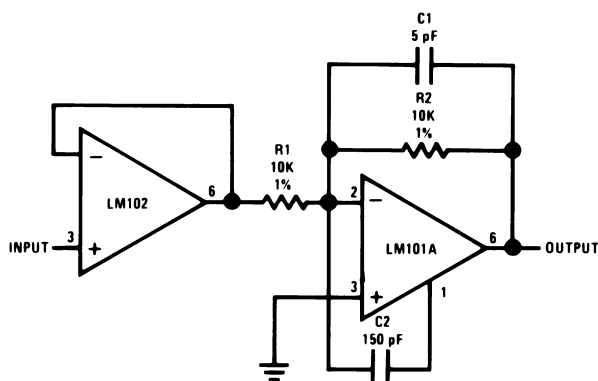 C1
5 pF
R2
10K
1%
R1
10K
1%
−
LM102
6
INPUT
3
+
2
−
LM101A
6
OUTPUT
3
+
1
C2
150 pF